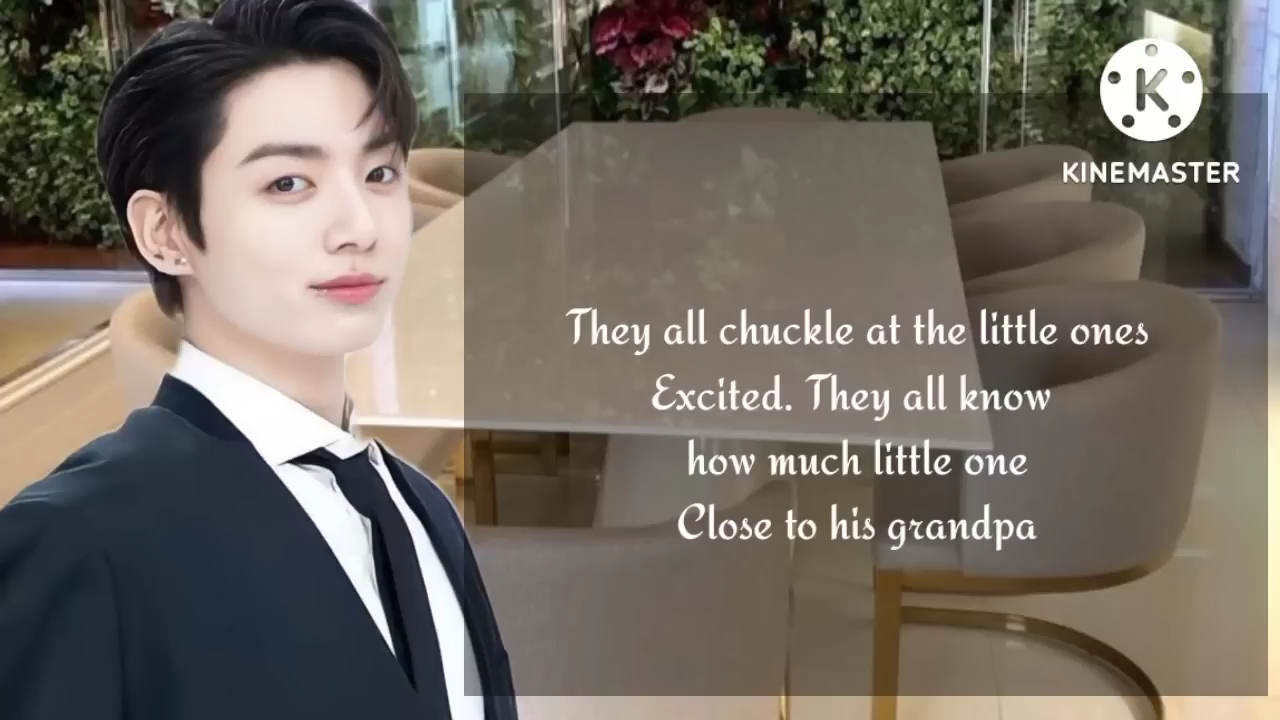 KINEMASTER
They all chuckle at the little ones
Excited. They all know
how much little one
Close to his grandpa